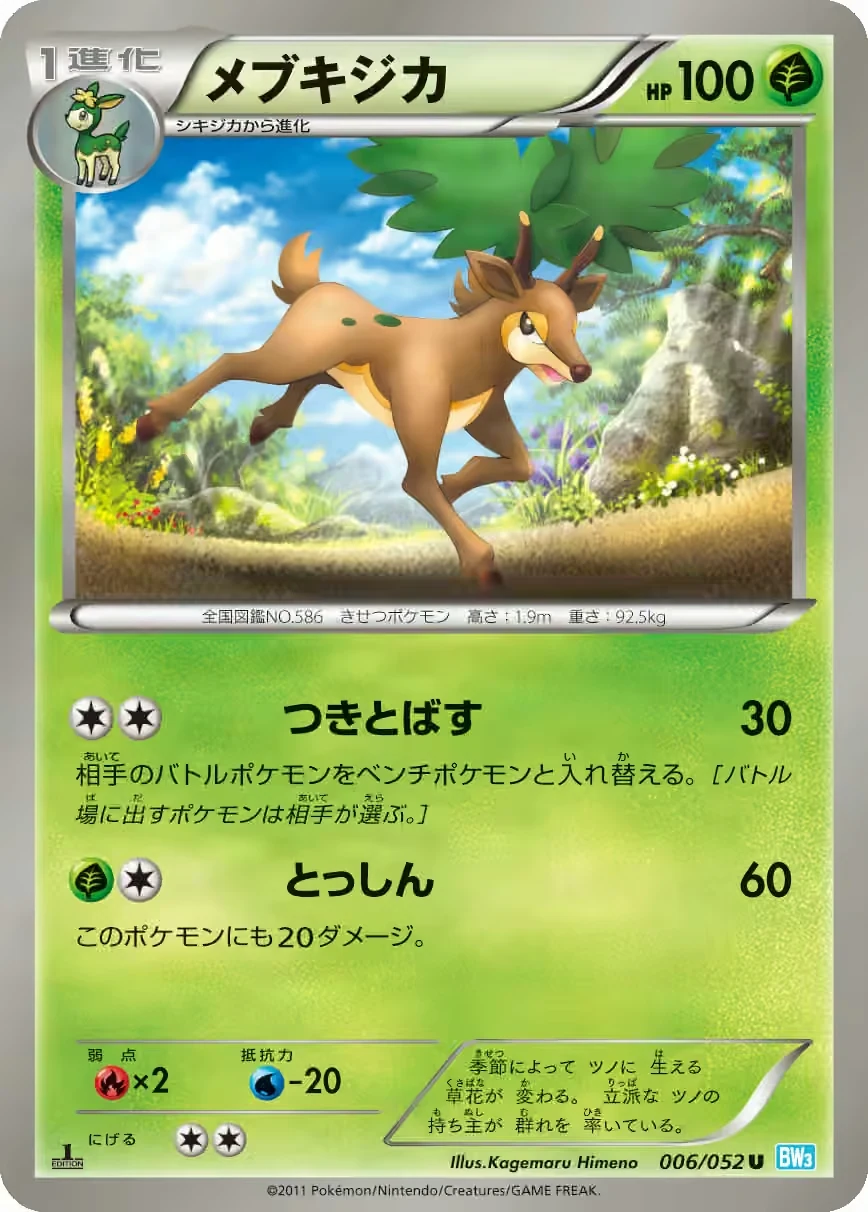 1進化
メブキジカ
HP 100
シキジカから進化
全国図鑑NO.586 きせつポケモン 高さ:1.9m 重さ:92.5kg
つきとばす 30
相手のバトルポケモンをベンチポケモンと入れ替える。[バトル
場に出すポケモンは相手が選ぶ。]
とっしん 60
このポケモンにも20ダメージ。
弱点 抵抗力
×2 -20
にげる
季節によって ツノに 生える
草花が 変わる。 立派な ツノの
持ち主が 群れを 率いている。
1 EDITION
Illus.Kagemaru Himeno 006/052 U BW3
©2011 Pokémon/Nintendo/Creatures/GAME FREAK.